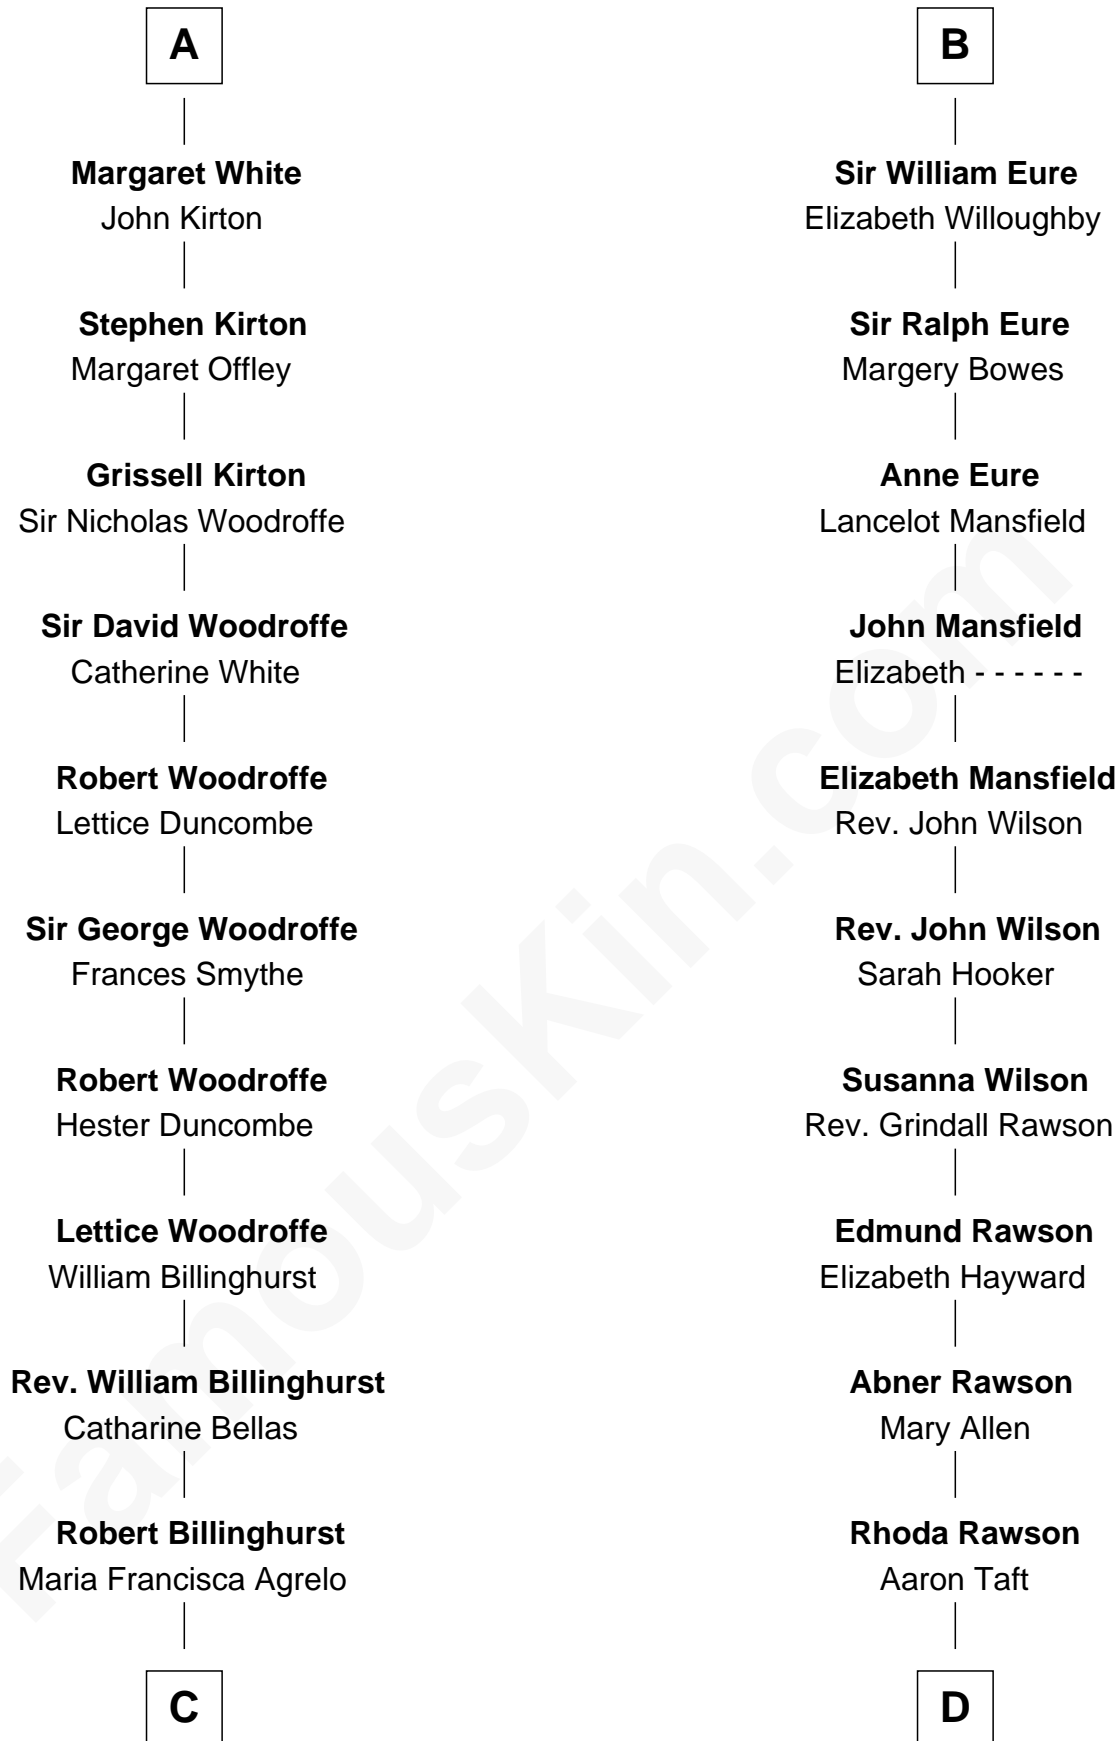 A
Margaret White
John Kirton
Stephen Kirton
Margaret Offley
Grissell Kirton
Sir Nicholas Woodroffe
Sir David Woodroffe
Catherine White
Robert Woodroffe
Lettice Duncombe
Sir George Woodroffe
Frances Smythe
Robert Woodroffe
Hester Duncombe
Lettice Woodroffe
William Billinghurst
Rev. William Billinghurst
Catharine Bellas
Robert Billinghurst
Maria Francisca Agrelo
C
B
Sir William Eure
Elizabeth Willoughby
Sir Ralph Eure
Margery Bowes
Anne Eure
Lancelot Mansfield
John Mansfield
Elizabeth - - - - - -
Elizabeth Mansfield
Rev. John Wilson
Rev. John Wilson
Sarah Hooker
Susanna Wilson
Rev. Grindall Rawson
Edmund Rawson
Elizabeth Hayward
Abner Rawson
Mary Allen
Rhoda Rawson
Aaron Taft
D
FamousKin.com